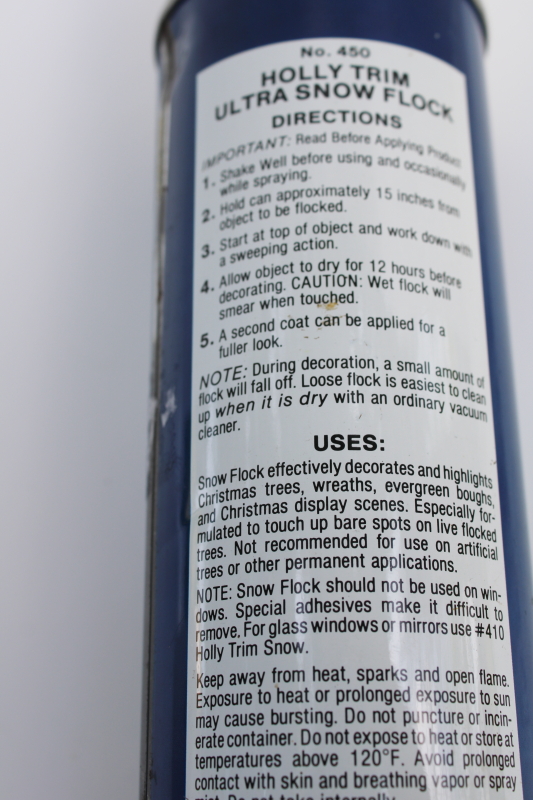 No. 450
HOLLY TRIM
ULTRA SNOW FLOCK
DIRECTIONS
IMPORTANT: Read Before Applying Product
1. Shake Well before using and occasionally
while spraying.
2. Hold can approximately 15 inches from
object to be flocked.
3. Start at top of object and work down with
a sweeping action.
4. Allow object to dry for 12 hours before
decorating. CAUTION: Wet flock will
smear when touched.
5. A second coat can be applied for a
fuller look.
NOTE: During decoration, a small amount of
flock will fall off. Loose flock is easiest to clean
up when it is dry with an ordinary vacuum
cleaner.
USES:
Snow Flock effectively decorates and highlights
Christmas trees, wreaths, evergreen boughs,
and Christmas display scenes. Especially for-
mulated to touch up bare spots on live flocked
trees. Not recommended for use on artificial
trees or other permanent applications.
NOTE: Snow Flock should not be used on win-
dows. Special adhesives make it difficult to
remove. For glass windows or mirrors use #410
Holly Trim Snow.
Keep away from heat, sparks and open flame.
Exposure to heat or prolonged exposure to sun
may cause bursting. Do not puncture or incin-
erate container. Do not expose to heat or store at
temperatures above 120°F. Avoid prolonged
contact with skin and breathing vapor or spray
mist. Do not take internally.